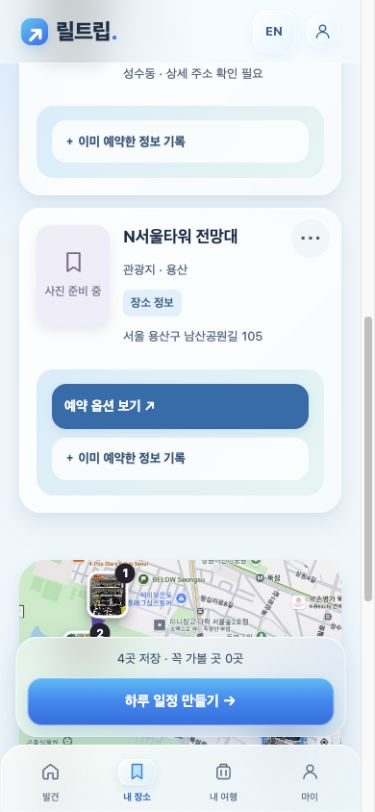 릴트립.
EN
성수동 · 상세 주소 확인 필요
+ 이미 예약한 정보 기록
N서울타워 전망대
사진 준비 중
관광지 · 용산
장소 정보
서울 용산구 남산공원길 105
예약 옵션 보기 ↗
+ 이미 예약한 정보 기록
1
BELOW Seongsu
뚝섬
2
4곳 저장 · 꼭 가볼 곳 0곳
하루 일정 만들기 →
발견
내 장소
내 여행
마이